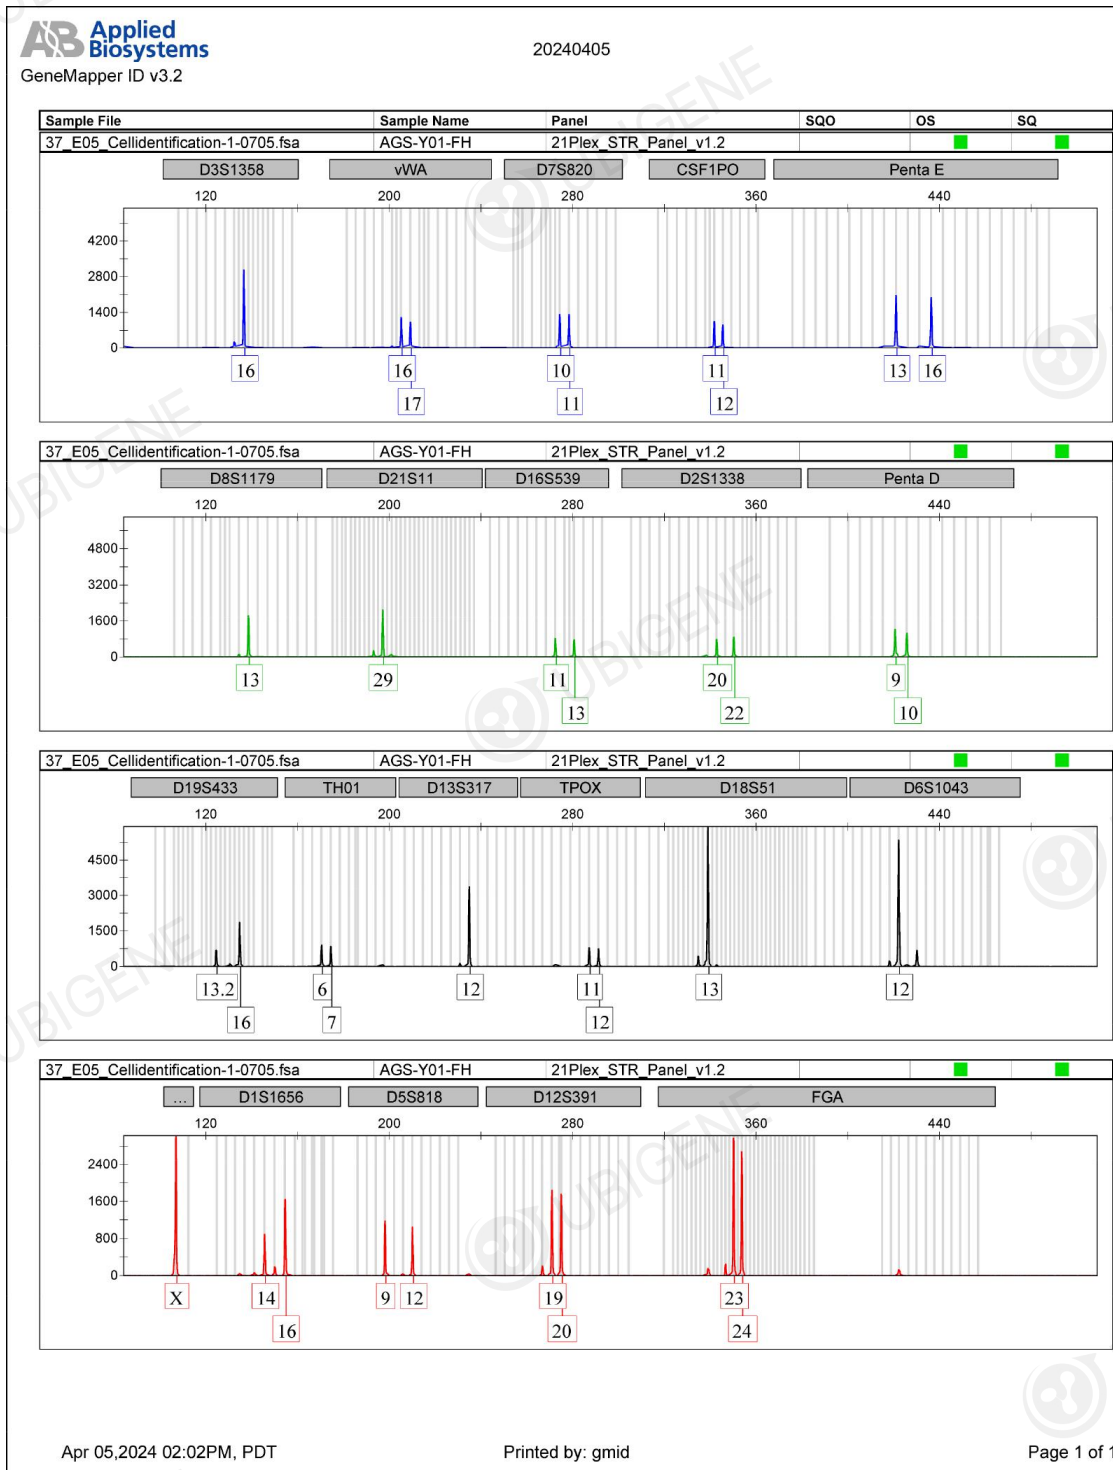 AB Applied Biosystems
20240405
GeneMapper ID v3.2
Sample File Sample Name Panel SQO OS SQ
37_E05_Cellidentification-1-0705.fsa AGS-Y01-FH 21Plex_STR_Panel_v1.2
D3S1358 vWA D7S820 CSF1PO Penta E
120 200 280 360 440
4200
2800
1400
0
16 16 10 11 13 16
17 11 12
37_E05_Cellidentification-1-0705.fsa AGS-Y01-FH 21Plex_STR_Panel_v1.2
D8S1179 D21S11 D16S539 D2S1338 Penta D
120 200 280 360 440
4800
3200
1600
0
13 29 11 20 9
13 22 10
37_E05_Cellidentification-1-0705.fsa AGS-Y01-FH 21Plex_STR_Panel_v1.2
D19S433 TH01 D13S317 TPOX D18S51 D6S1043
120 200 280 360 440
4500
3000
1500
0
13.2 6 12 11 13 12
16 7 12
37_E05_Cellidentification-1-0705.fsa AGS-Y01-FH 21Plex_STR_Panel_v1.2
... D1S1656 D5S818 D12S391 FGA
120 200 280 360 440
2400
1600
800
0
X 14 9 12 19 23
16 20 24
Apr 05,2024 02:02PM, PDT Printed by: gmid Page 1 of 1
UBIGENE
UBIGENE
UBIGENE
UBIGENE
UBIGENE